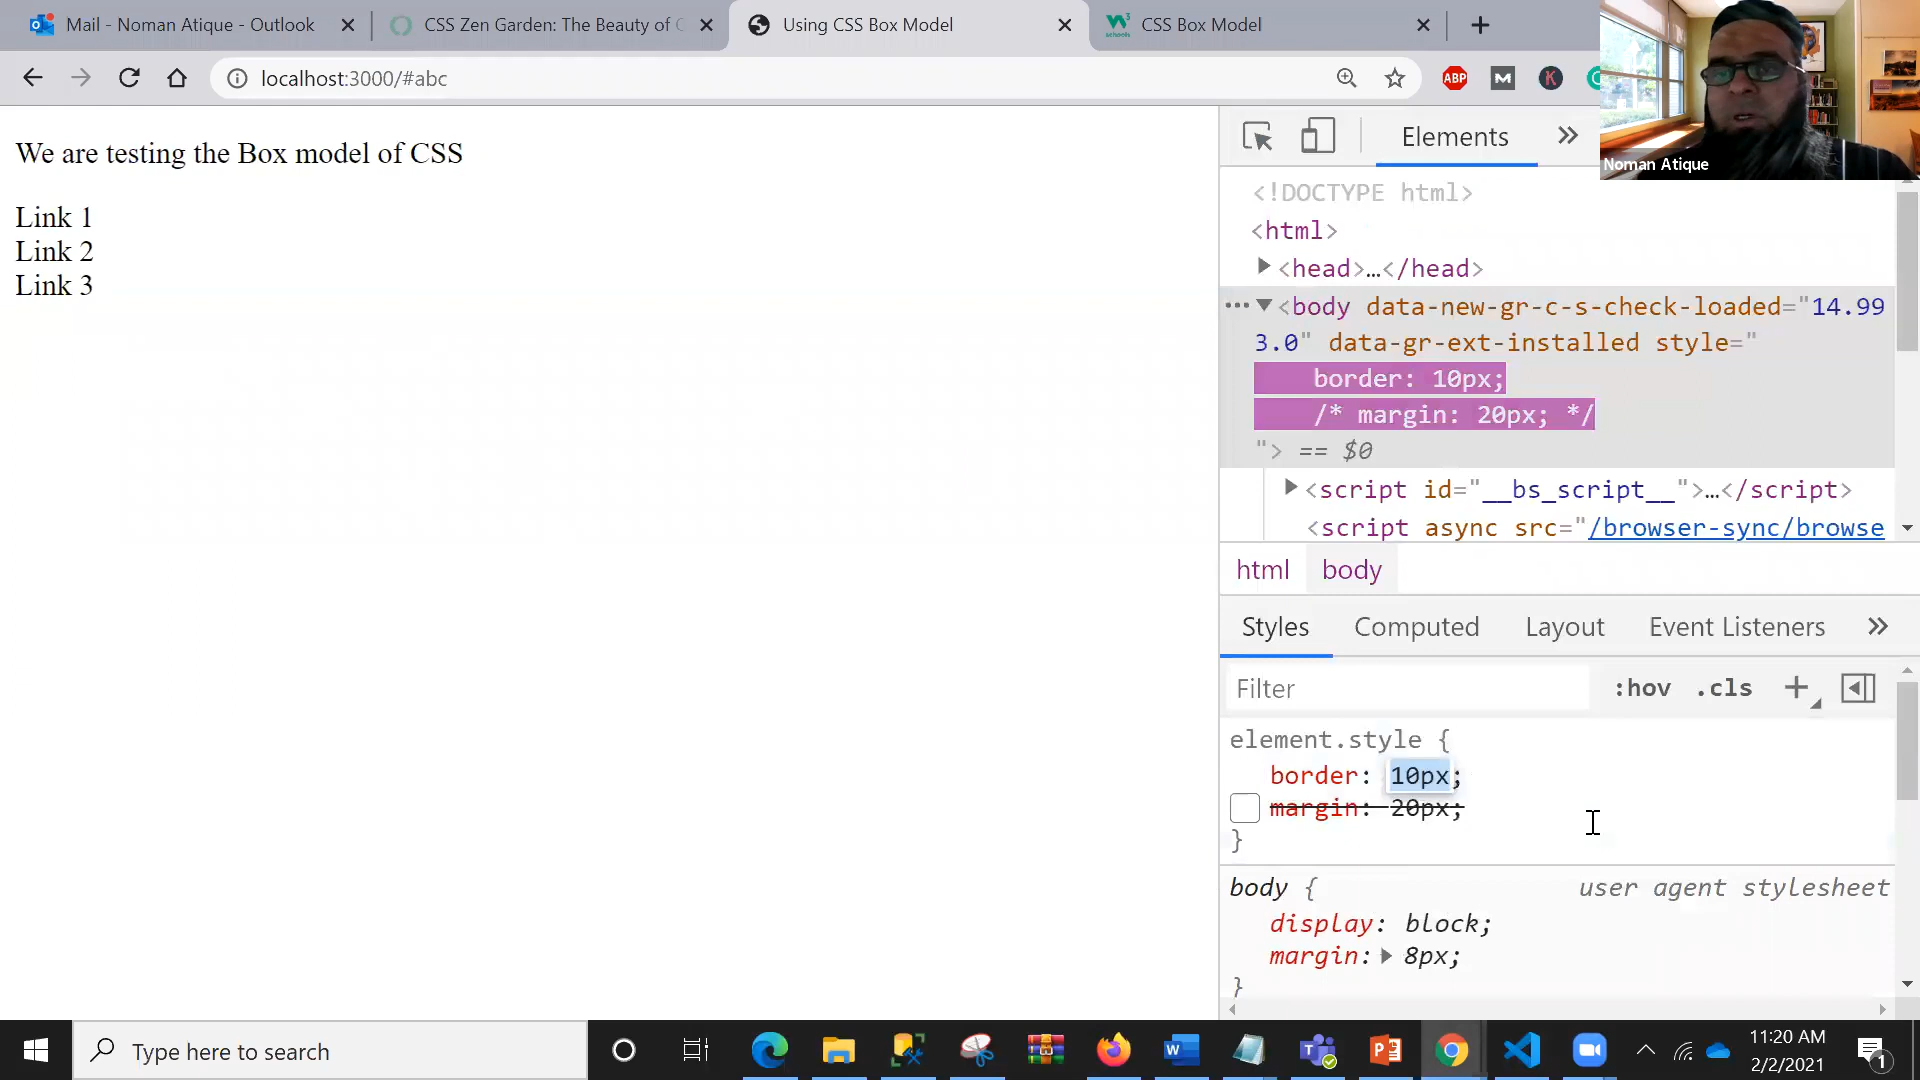 Mail - Noman Atique - Outlook
CSS Zen Garden: The Beauty of C
Using CSS Box Model
W3 schools
CSS Box Model
localhost:3000/#abc
ABP
M
K
Noman Atique
We are testing the Box model of CSS
Link 1
Link 2
Link 3
Elements
<!DOCTYPE html>
<html>
<head>…</head>
<body data-new-gr-c-s-check-loaded="14.99
3.0" data-gr-ext-installed style="
border: 10px;
/* margin: 20px; */
"> == $0
<script id="__bs_script__">…</script>
<script async src="/browser-sync/browse
html body
Styles Computed Layout Event Listeners
Filter :hov .cls
element.style {
border: 10px;
margin: 20px;
}
body { user agent stylesheet
display: block;
margin: 8px;
}
Type here to search
11:20 AM
2/2/2021
1